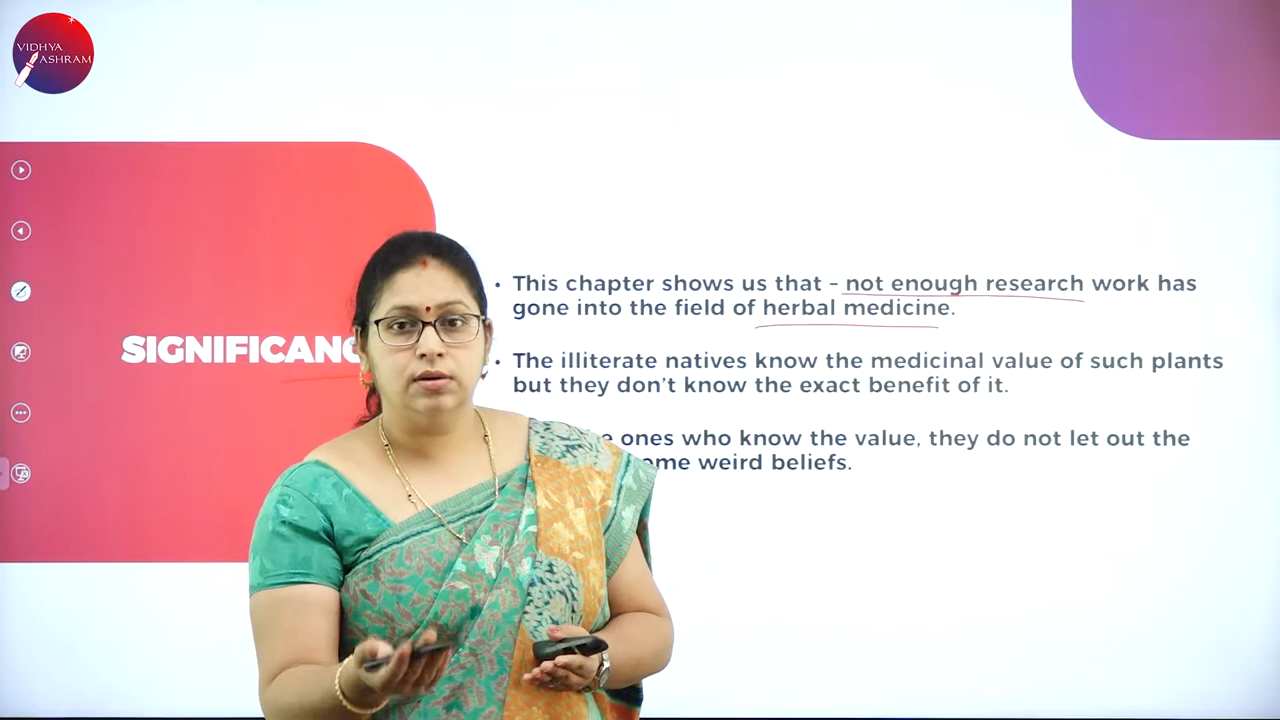 VIDHYA
ASHRAM
This chapter shows us that – not enough research work has
gone into the field of herbal medicine.
The illiterate natives know the medicinal value of such plants
but they don't know the exact benefit of it.
ones who know the value, they do not let out the
weird beliefs.